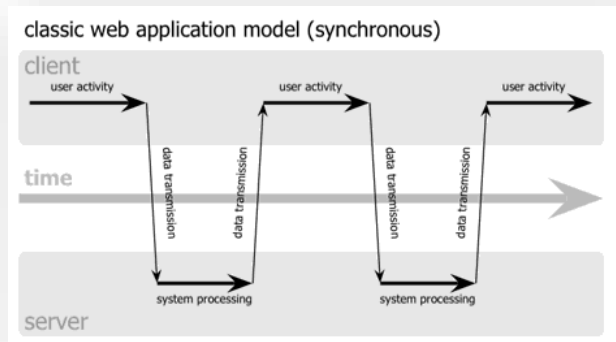 classic web application model (synchronous)
client
user activity
user activity
user activity
data transmission
data transmission
data transmission
data transmission
time
system processing
system processing
server